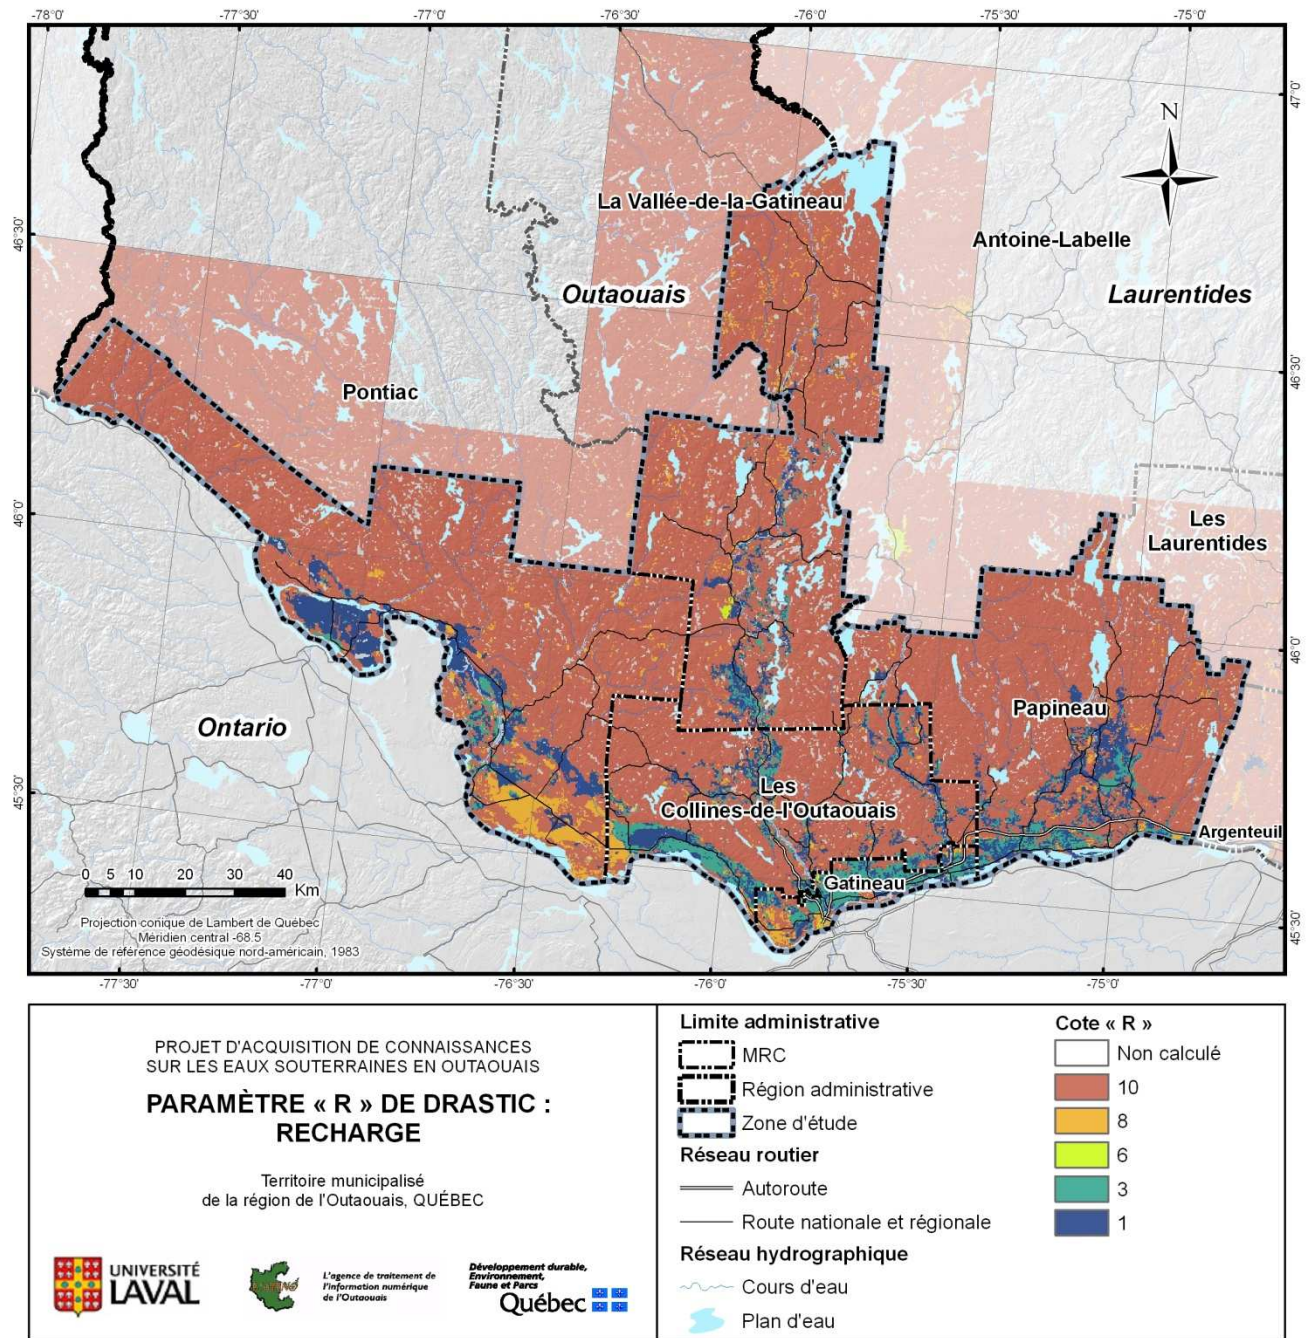 -78°0' -77°30' -77°0' -76°30' -76°0' -75°30' -75°0'
47°0'
46°30'
46°30'
46°0'
46°0'
45°30'
45°30'
N
La Vallée-de-la-Gatineau
Antoine-Labelle
Outaouais
Laurentides
Pontiac
Les
Laurentides
Ontario
Papineau
Les
Collines-de-l'Outaouais
Argenteuil
Gatineau
0 5 10 20 30 40
Km
Projection conique de Lambert de Québec
Méridien central -68.5
Système de référence géodésique nord-américain, 1983
-77°30' -77°0' -76°30' -76°0' -75°30' -75°0'
PROJET D'ACQUISITION DE CONNAISSANCES
SUR LES EAUX SOUTERRAINES EN OUTAOUAIS
PARAMÈTRE « R » DE DRASTIC :
RECHARGE
Territoire municipalisé
de la région de l'Outaouais, QUÉBEC
UNIVERSITÉ
LAVAL
L'agence de traitement de
l'information numérique
de l'Outaouais
Développement durable,
Environnement,
Faune et Parcs
Québec
Limite administrative
MRC
Région administrative
Zone d'étude
Réseau routier
Autoroute
Route nationale et régionale
Réseau hydrographique
Cours d'eau
Plan d'eau
Cote « R »
Non calculé
10
8
6
3
1